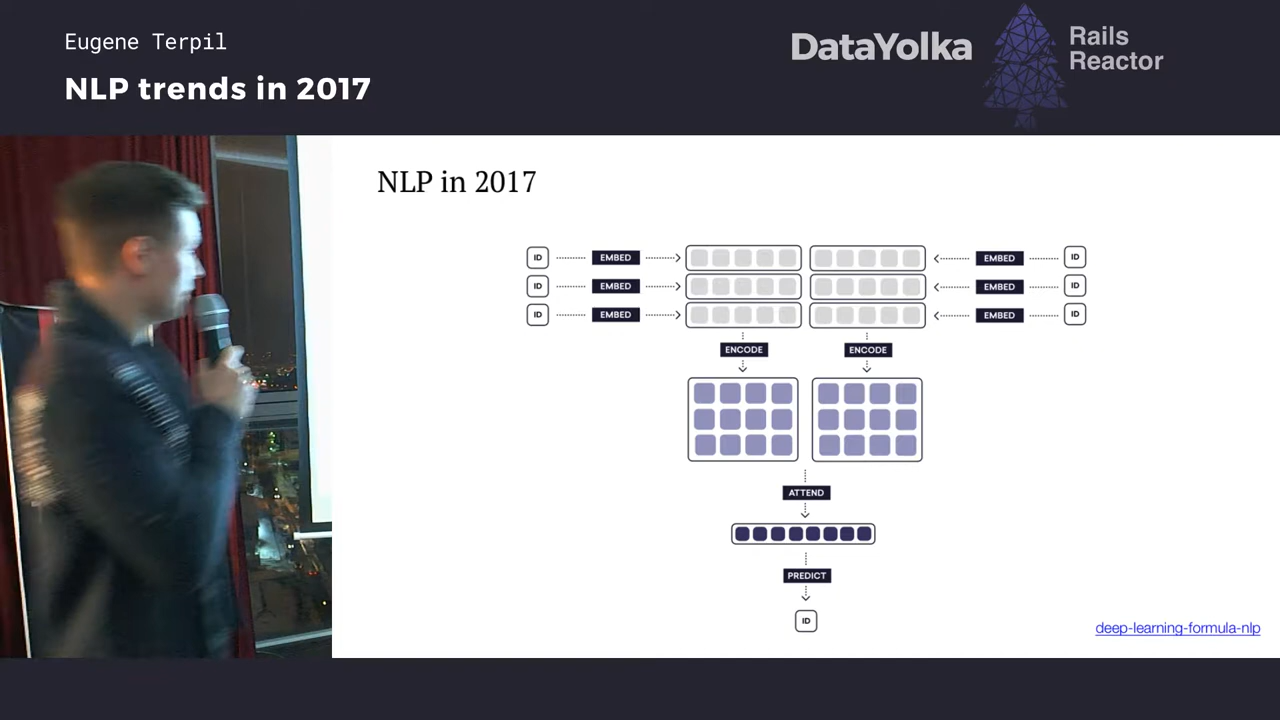 Eugene Terpil
NLP trends in 2017
DataYolka
Rails
Reactor
NLP in 2017
ID EMBED EMBED ID
ID EMBED EMBED ID
ID EMBED EMBED ID
ENCODE ENCODE
ATTEND
PREDICT
ID
deep-learning-formula-nlp